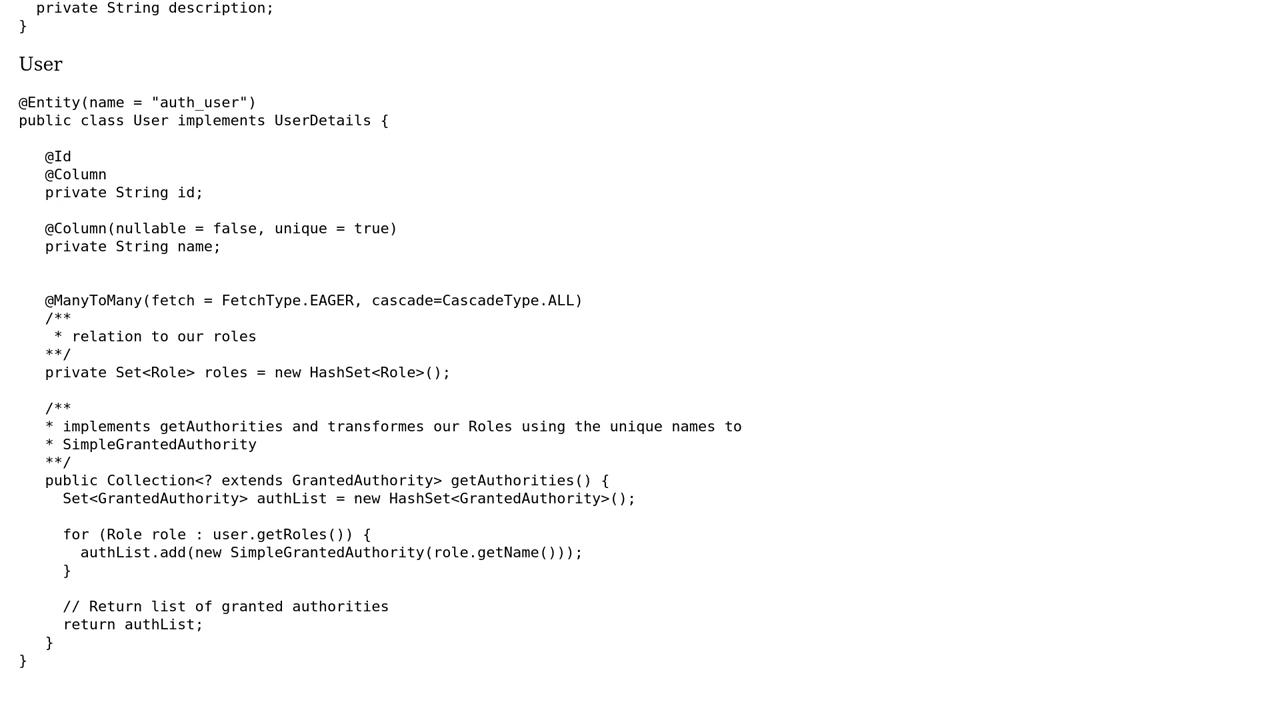 private String description;
}
User
@Entity(name = "auth_user")
public class User implements UserDetails {
@Id
@Column
private String id;
@Column(nullable = false, unique = true)
private String name;
@ManyToMany(fetch = FetchType.EAGER, cascade=CascadeType.ALL)
/**
* relation to our roles
**/
private Set<Role> roles = new HashSet<Role>();
/**
* implements getAuthorities and transformes our Roles using the unique names to
* SimpleGrantedAuthority
**/
public Collection<? extends GrantedAuthority> getAuthorities() {
Set<GrantedAuthority> authList = new HashSet<GrantedAuthority>();
for (Role role : user.getRoles()) {
authList.add(new SimpleGrantedAuthority(role.getName()));
}
// Return list of granted authorities
return authList;
}
}